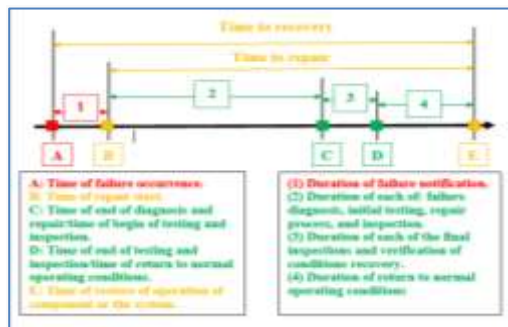 Time to recovery
Time to repair
1
2
3
4
A
B
C
D
E
A: Time of failure occurrence.
B: Time of repair start.
C: Time of end of diagnosis and
repair/time of begin of testing and
inspection.
D: Time of end of testing and
inspection/time of return to normal
operating conditions.
E: Time of return of operation of
component or the system.
(1) Duration of failure notification.
(2) Duration of each of: failure
diagnosis, initial testing, repair
process, and inspection.
(3) Duration of each of the final
inspections and verification of
conditions recovery.
(4) Duration of return to normal
operating conditions